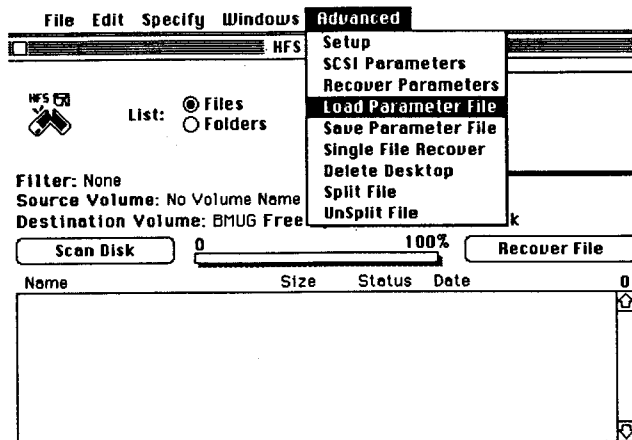 File Edit Specify Windows Advanced
HFS
Setup
SCSI Parameters
Recover Parameters
Load Parameter File
Save Parameter File
Single File Recover
Delete Desktop
Split File
UnSplit File
HFS
List: Files
Folders
Filter: None
Source Volume: No Volume Name
Destination Volume: BMUG Free k
Scan Disk 0 100% Recover File
Name Size Status Date 0